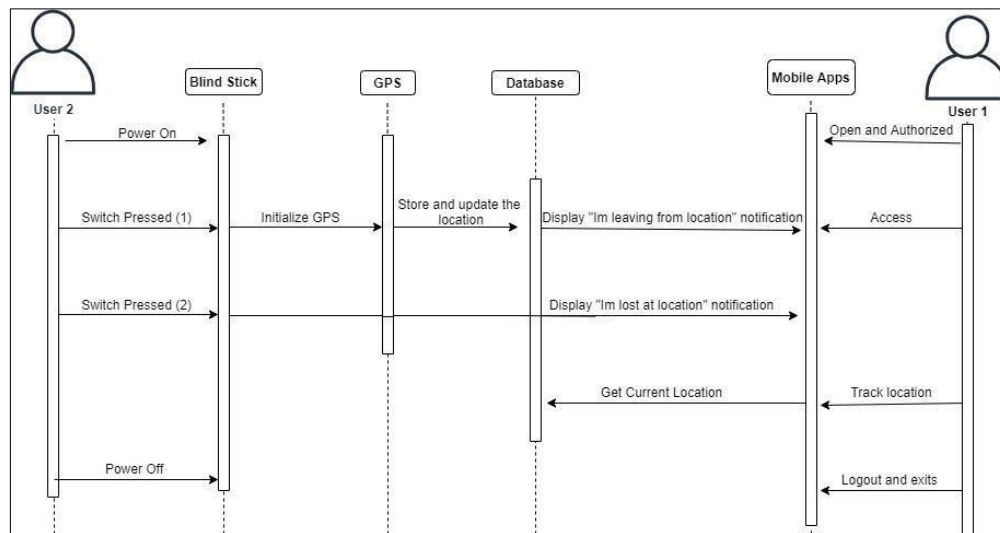 User 2
Blind Stick
GPS
Database
Mobile Apps
User 1
Power On
Open and Authorized
Switch Pressed (1)
Initialize GPS
Store and update the
location
Display "Im leaving from location" notification
Access
Switch Pressed (2)
Display "Im lost at location" notification
Get Current Location
Track location
Power Off
Logout and exits